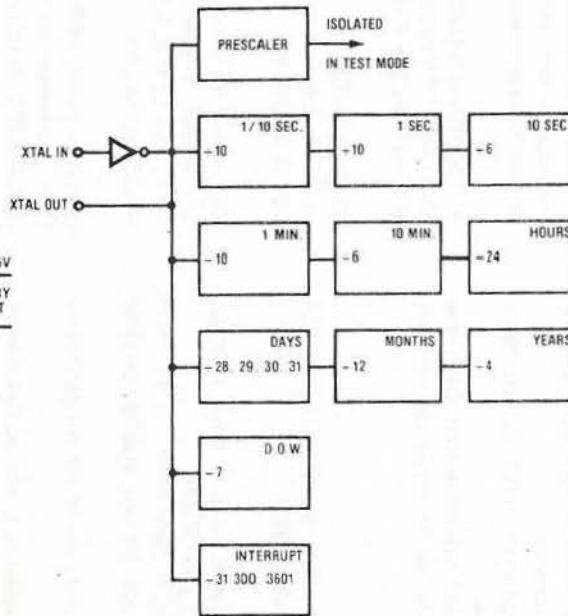 PRESCALER
ISOLATED
IN TEST MODE
XTAL IN
XTAL OUT
1/10 SEC.
÷10
1 SEC.
÷10
10 SEC
÷6
1 MIN.
÷10
10 MIN.
÷6
HOURS
÷24
DAYS
÷28. 29. 30. 31
MONTHS
÷12
YEARS
÷4
D O W.
÷7
INTERRUPT
÷31 300. 3601